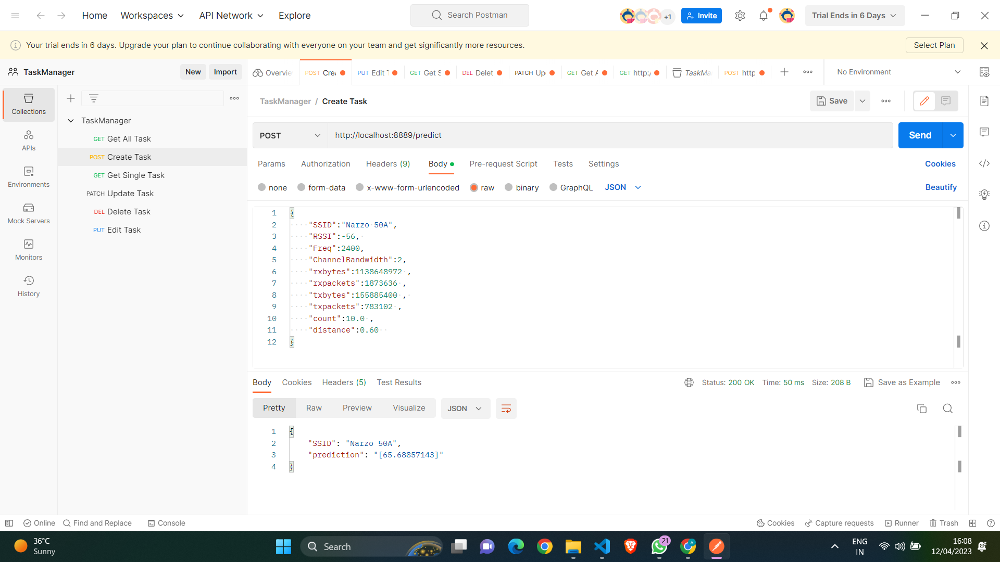 Home
Workspaces
API Network
Explore
Search Postman
+1
Invite
Trial Ends in 6 Days
Your trial ends in 6 days. Upgrade your plan to continue collaborating with everyone on your team and get significantly more resources.
Select Plan
TaskManager
New
Import
Overvie
POST Crea
PUT Edit T
GET Get S
DEL Delet
PATCH Up
GET Get A
GET http:/
TaskMa
POST http
No Environment
Collections
APIs
Environments
Mock Servers
Monitors
History
TaskManager
GET Get All Task
POST Create Task
GET Get Single Task
PATCH Update Task
DEL Delete Task
PUT Edit Task
TaskManager / Create Task
Save
POST
http://localhost:8889/predict
Send
Params
Authorization
Headers (9)
Body
Pre-request Script
Tests
Settings
Cookies
none
form-data
x-www-form-urlencoded
raw
binary
GraphQL
JSON
Beautify
1 {
2 "SSID":"Narzo 50A",
3 "RSSI":-56,
4 "Freq":2400,
5 "ChannelBandwidth":2,
6 "rxbytes":1138648972 ,
7 "rxpackets":1873636 ,
8 "txbytes":155885400 ,
9 "txpackets":783102 ,
10 "count":10.0 ,
11 "distance":0.60
12 }
Body
Cookies
Headers (5)
Test Results
Status: 200 OK
Time: 50 ms
Size: 208 B
Save as Example
Pretty
Raw
Preview
Visualize
JSON
1 {
2 "SSID": "Narzo 50A",
3 "prediction": "[65.68857143]"
4 }
Online
Find and Replace
Console
Cookies
Capture requests
Runner
Trash
36°C
Sunny
Search
21
A
ENG
IN
16:08
12/04/2023